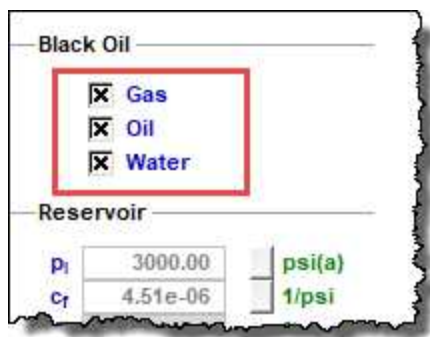 Black Oil
Gas
Oil
Water
Reservoir
pi 3000.00 psi(a)
cf 4.51e-06 1/psi